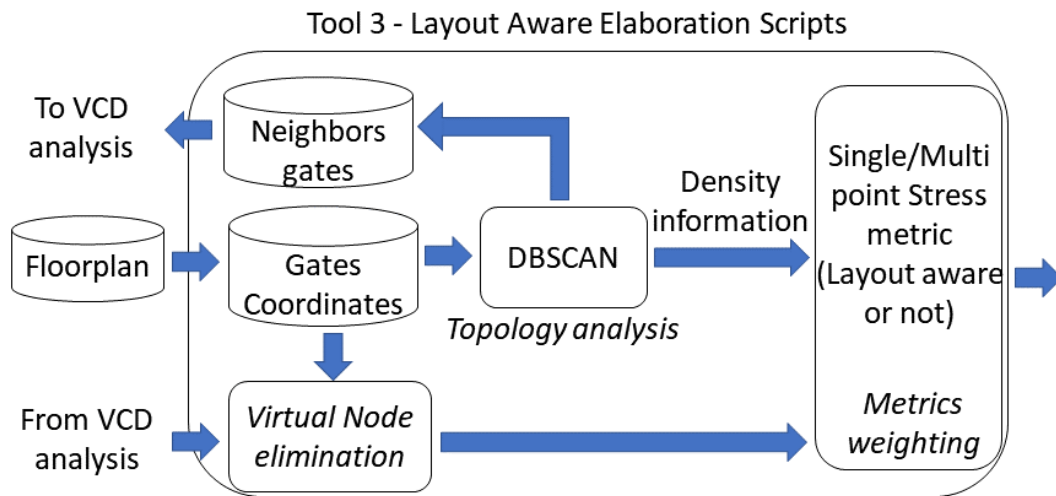 Tool 3 - Layout Aware Elaboration Scripts
To VCD
analysis
Neighbors
gates
Floorplan
Gates
Coordinates
DBSCAN
Topology analysis
Density
information
Single/Multi
point Stress
metric
(Layout aware
or not)
Metrics
weighting
From VCD
analysis
Virtual Node
elimination